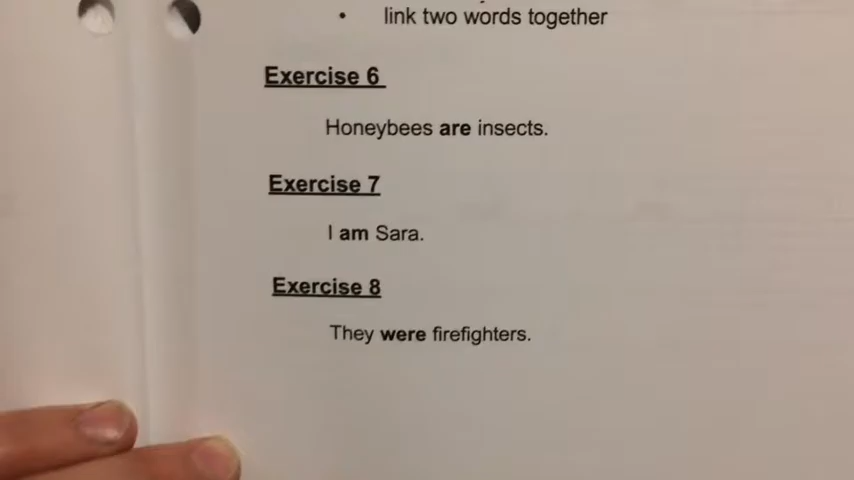 • link two words together
Exercise 6
Honeybees are insects.
Exercise 7
I am Sara.
Exercise 8
They were firefighters.